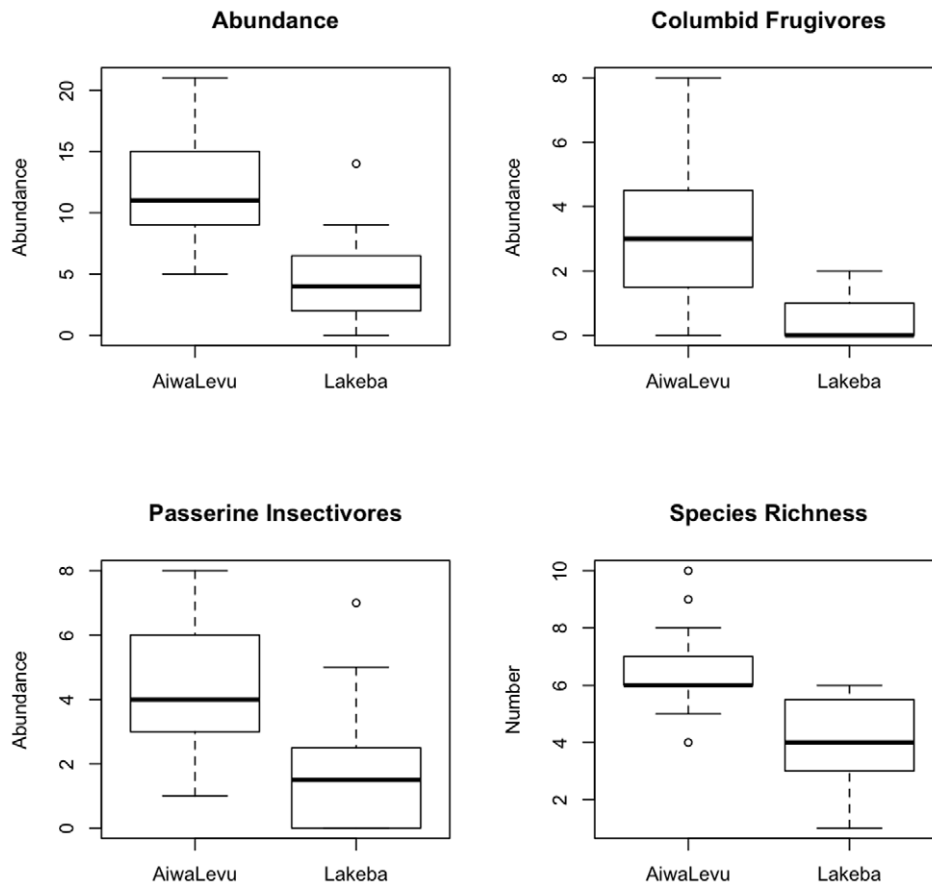 Abundance
Abundance
20
15
10
5
0
AiwaLevu Lakeba
Columbid Frugivores
Abundance
8
6
4
2
0
AiwaLevu Lakeba
Passerine Insectivores
Abundance
8
6
4
2
0
AiwaLevu Lakeba
Species Richness
Number
10
8
6
4
2
AiwaLevu Lakeba